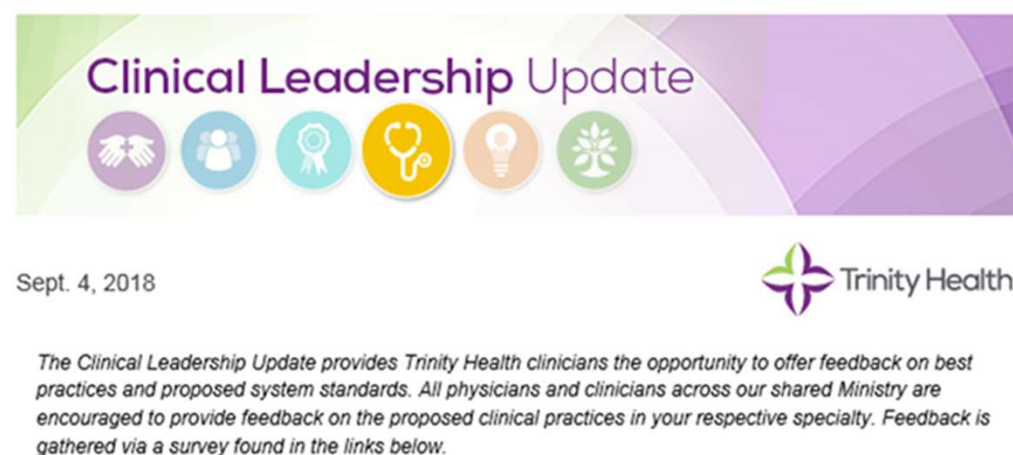 Clinical Leadership Update
Sept. 4, 2018
Trinity Health
The Clinical Leadership Update provides Trinity Health clinicians the opportunity to offer feedback on best
practices and proposed system standards. All physicians and clinicians across our shared Ministry are
encouraged to provide feedback on the proposed clinical practices in your respective specialty. Feedback is
gathered via a survey found in the links below.